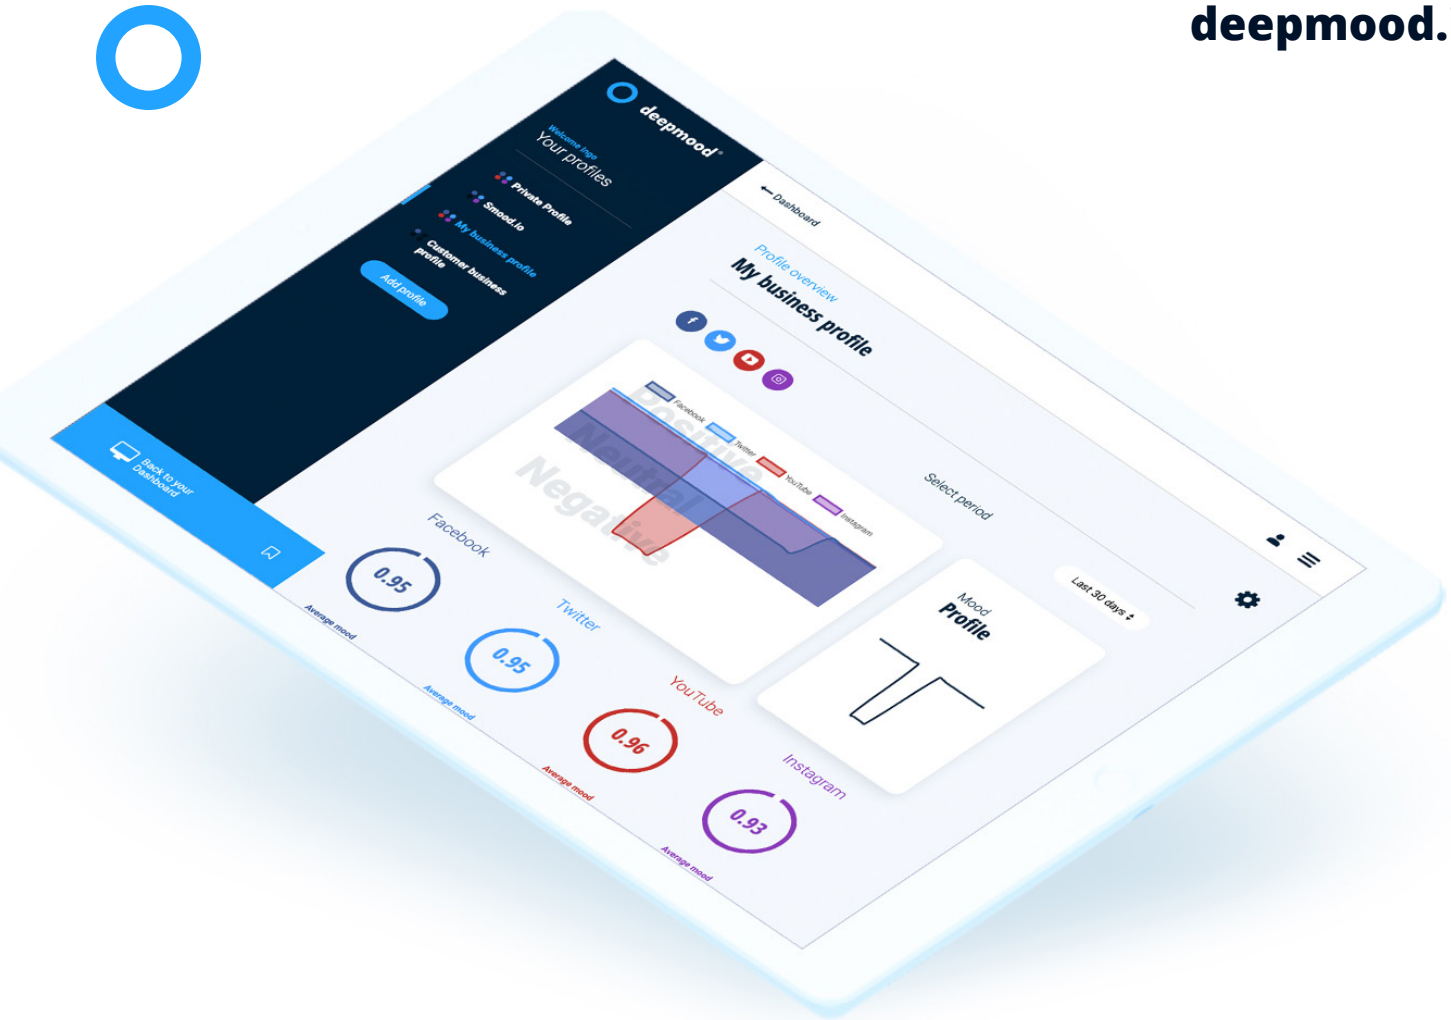 deepmood.
deepmood®
Welcome Ingo
Your profiles
Private Profile
Smood.io
My business profile
Customer business
profile
Add profile
Back to your
Dashboard
Dashboard
Profile overview
My business profile
Select period
Last 30 days
Facebook
Twitter
YouTube
Instagram
Positive
Neutral
Negative
Mood
Profile
Facebook
0.95
Average mood
Twitter
0.95
Average mood
YouTube
0.96
Average mood
Instagram
0.93
Average mood